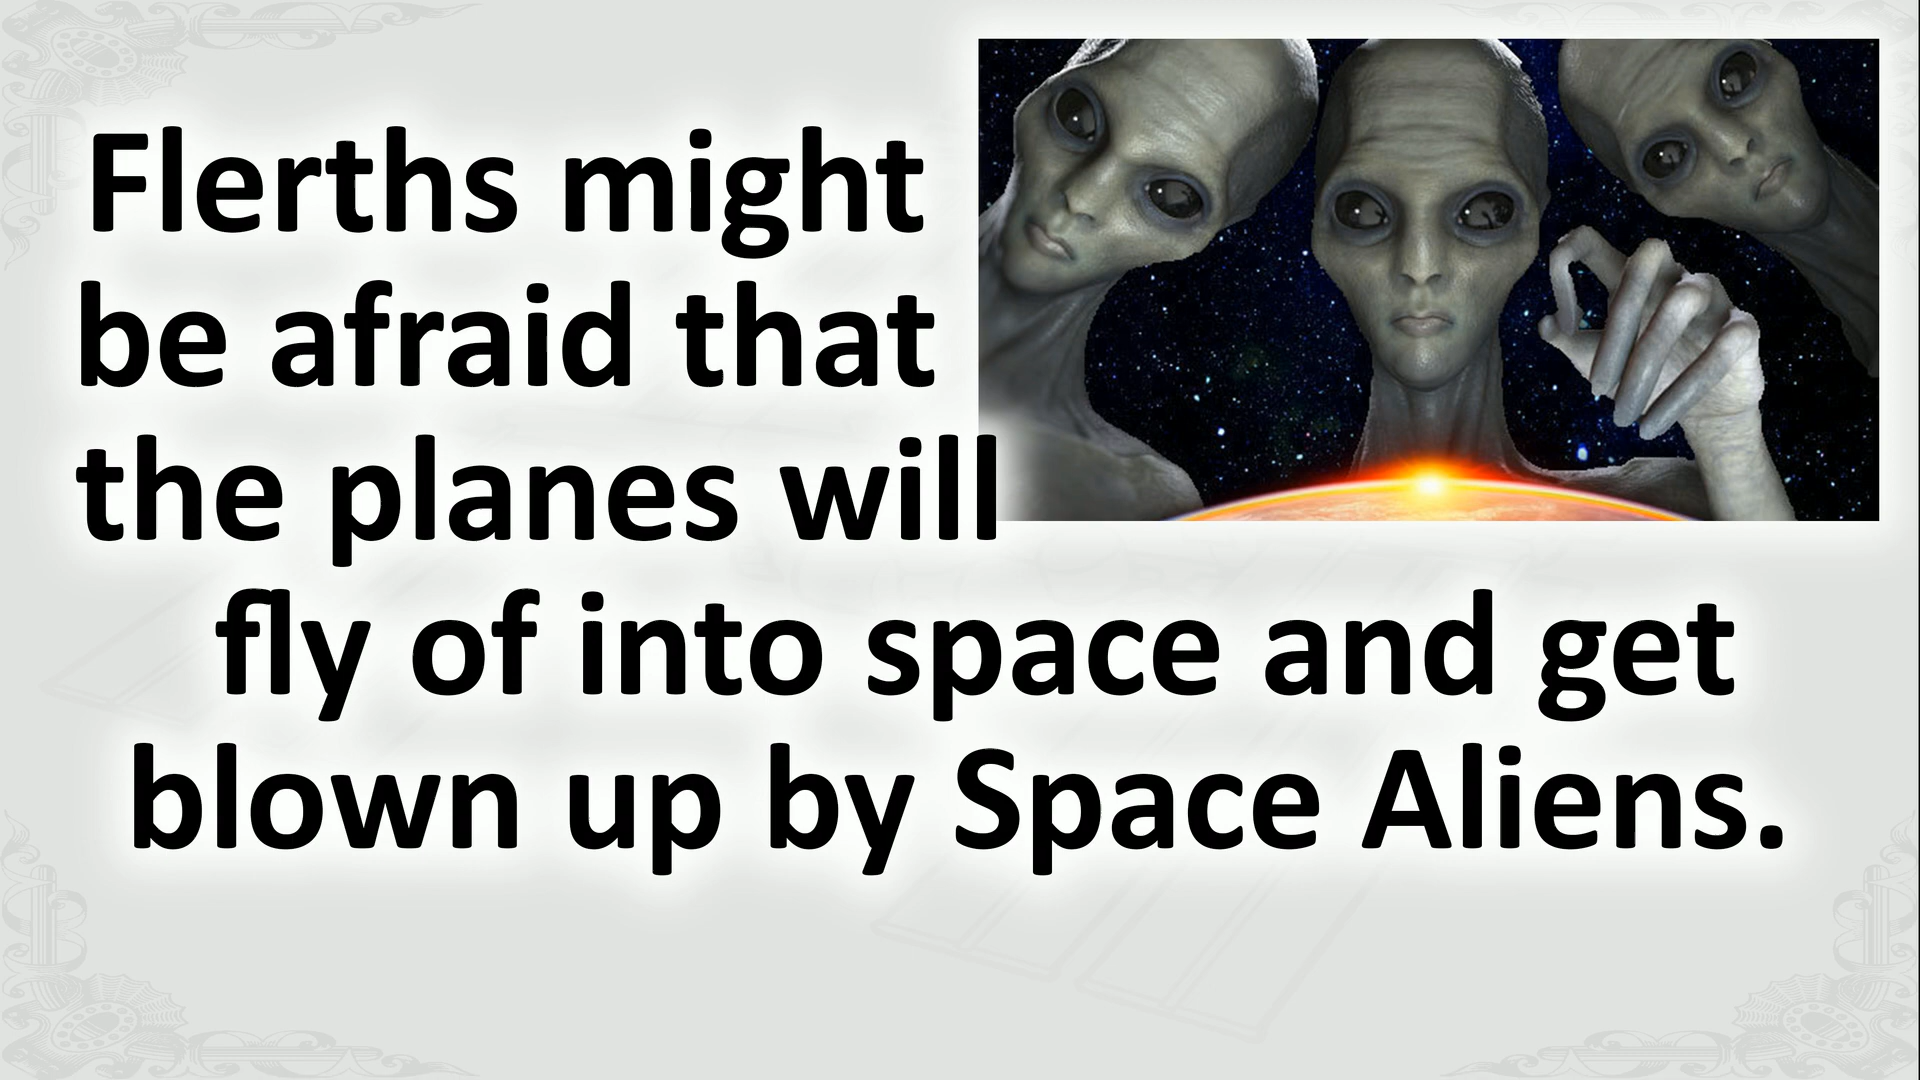 Flerths might
be afraid that
the planes will
fly of into space and get
blown up by Space Aliens.